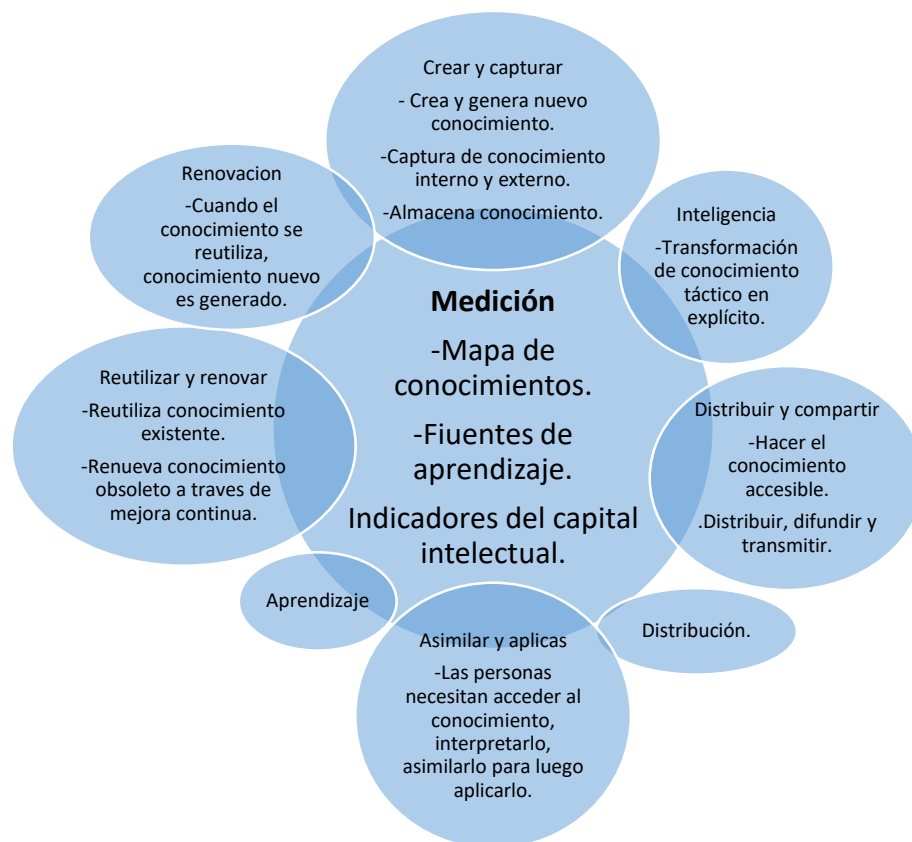 Crear y capturar
- Crea y genera nuevo
conocimiento.
-Captura de conocimiento
interno y externo.
-Almacena conocimiento.
Inteligencia
-Transformación
de conocimiento
táctico en
explícito.
Distribuir y compartir
-Hacer el
conocimiento
accesible.
.Distribuir, difundir y
transmitir.
Distribución.
Asimilar y aplicas
-Las personas
necesitan acceder al
conocimiento,
interpretarlo,
asimilarlo para luego
aplicarlo.
Aprendizaje
Reutilizar y renovar
-Reutiliza conocimiento
existente.
-Renueva conocimiento
obsoleto a traves de
mejora continua.
Renovacion
-Cuando el
conocimiento se
reutiliza,
conocimiento nuevo
es generado.
Medición
-Mapa de
conocimientos.
-Fiuentes de
aprendizaje.
Indicadores del capital
intelectual.